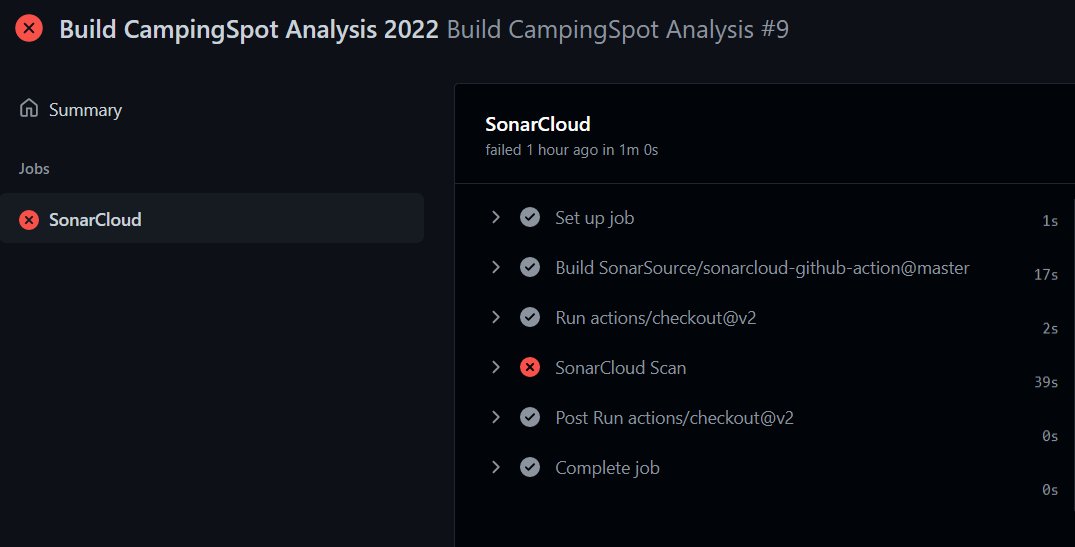 Build CampingSpot Analysis 2022 Build CampingSpot Analysis #9
Summary
Jobs
SonarCloud
SonarCloud
failed 1 hour ago in 1m 0s
Set up job 1s
Build SonarSource/sonarcloud-github-action@master 17s
Run actions/checkout@v2 2s
SonarCloud Scan 39s
Post Run actions/checkout@v2 0s
Complete job 0s